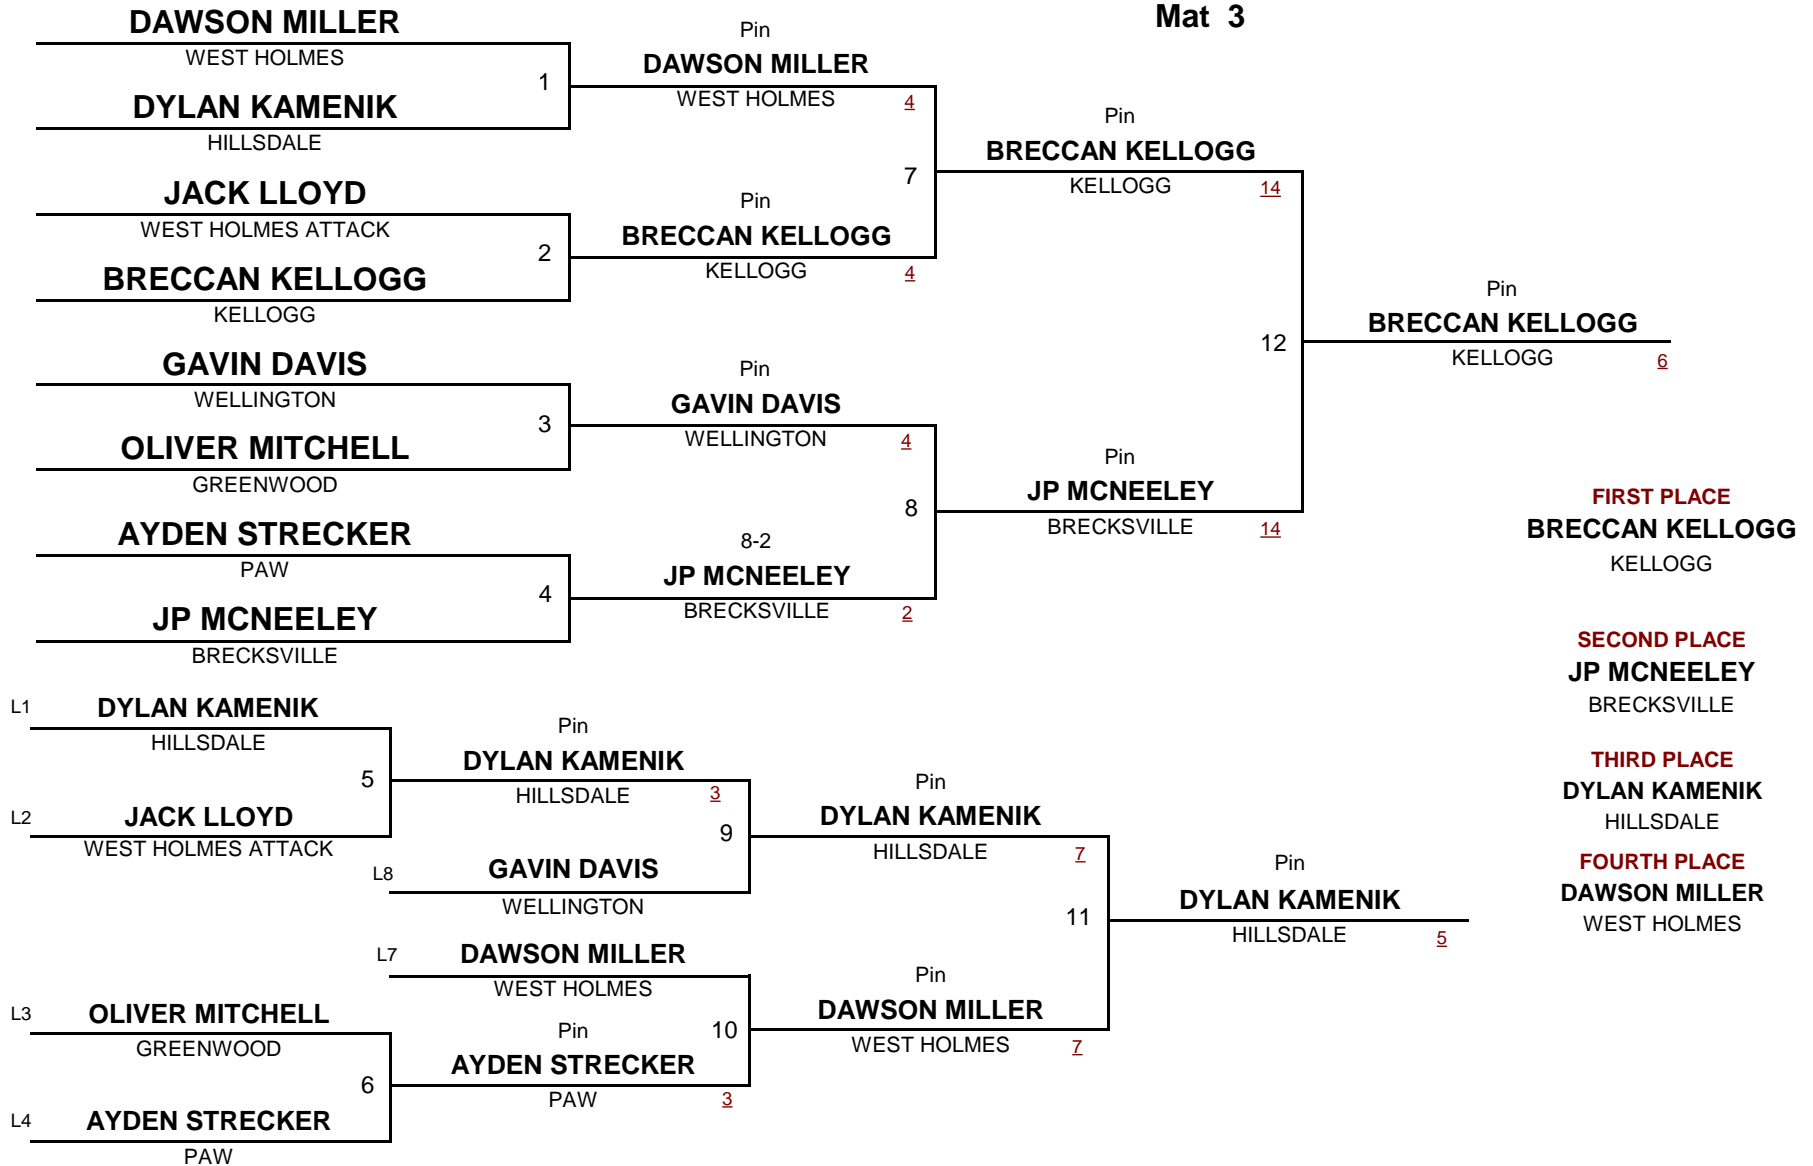 Mat 3
DAWSON MILLER
WEST HOLMES
1
DYLAN KAMENIK
HILLSDALE
JACK LLOYD
WEST HOLMES ATTACK
2
BRECCAN KELLOGG
KELLOGG
GAVIN DAVIS
WELLINGTON
3
OLIVER MITCHELL
GREENWOOD
AYDEN STRECKER
PAW
4
JP MCNEELEY
BRECKSVILLE
Pin
DAWSON MILLER
WEST HOLMES 4
7
Pin
BRECCAN KELLOGG
KELLOGG 4
Pin
GAVIN DAVIS
WELLINGTON 4
8
8-2
JP MCNEELEY
BRECKSVILLE 2
Pin
BRECCAN KELLOGG
KELLOGG 14
12
Pin
JP MCNEELEY
BRECKSVILLE 14
Pin
BRECCAN KELLOGG
KELLOGG 6
L1 DYLAN KAMENIK
HILLSDALE
5
L2 JACK LLOYD
WEST HOLMES ATTACK
L3 OLIVER MITCHELL
GREENWOOD
6
L4 AYDEN STRECKER
PAW
Pin
DYLAN KAMENIK
HILLSDALE 3
9
L8 GAVIN DAVIS
WELLINGTON
L7 DAWSON MILLER
WEST HOLMES
10
Pin
AYDEN STRECKER
PAW 3
Pin
DYLAN KAMENIK
HILLSDALE 7
11
Pin
DAWSON MILLER
WEST HOLMES 7
Pin
DYLAN KAMENIK
HILLSDALE 5
FIRST PLACE
BRECCAN KELLOGG
KELLOGG
SECOND PLACE
JP MCNEELEY
BRECKSVILLE
THIRD PLACE
DYLAN KAMENIK
HILLSDALE
FOURTH PLACE
DAWSON MILLER
WEST HOLMES